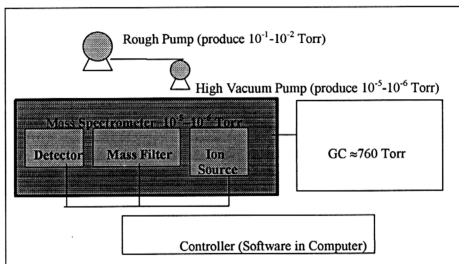 Rough Pump (produce 10⁻¹-10⁻² Torr)
High Vacuum Pump (produce 10⁻⁵-10⁻⁶ Torr)
Mass Spectrometer 10⁻⁵-10⁻⁶ Torr
Detector
Mass Filter
Ion
Source
GC ≈760 Torr
Controller (Software in Computer)